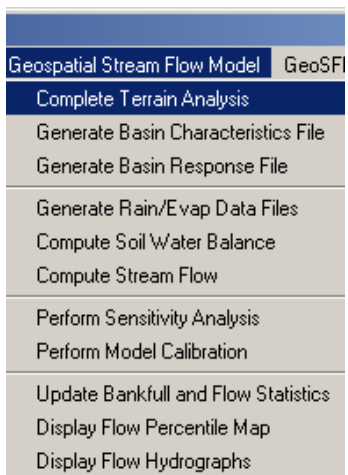 Geospatial Stream Flow Model GeoSF
Complete Terrain Analysis
Generate Basin Characteristics File
Generate Basin Response File
Generate Rain/Evap Data Files
Compute Soil Water Balance
Compute Stream Flow
Perform Sensitivity Analysis
Perform Model Calibration
Update Bankfull and Flow Statistics
Display Flow Percentile Map
Display Flow Hydrographs